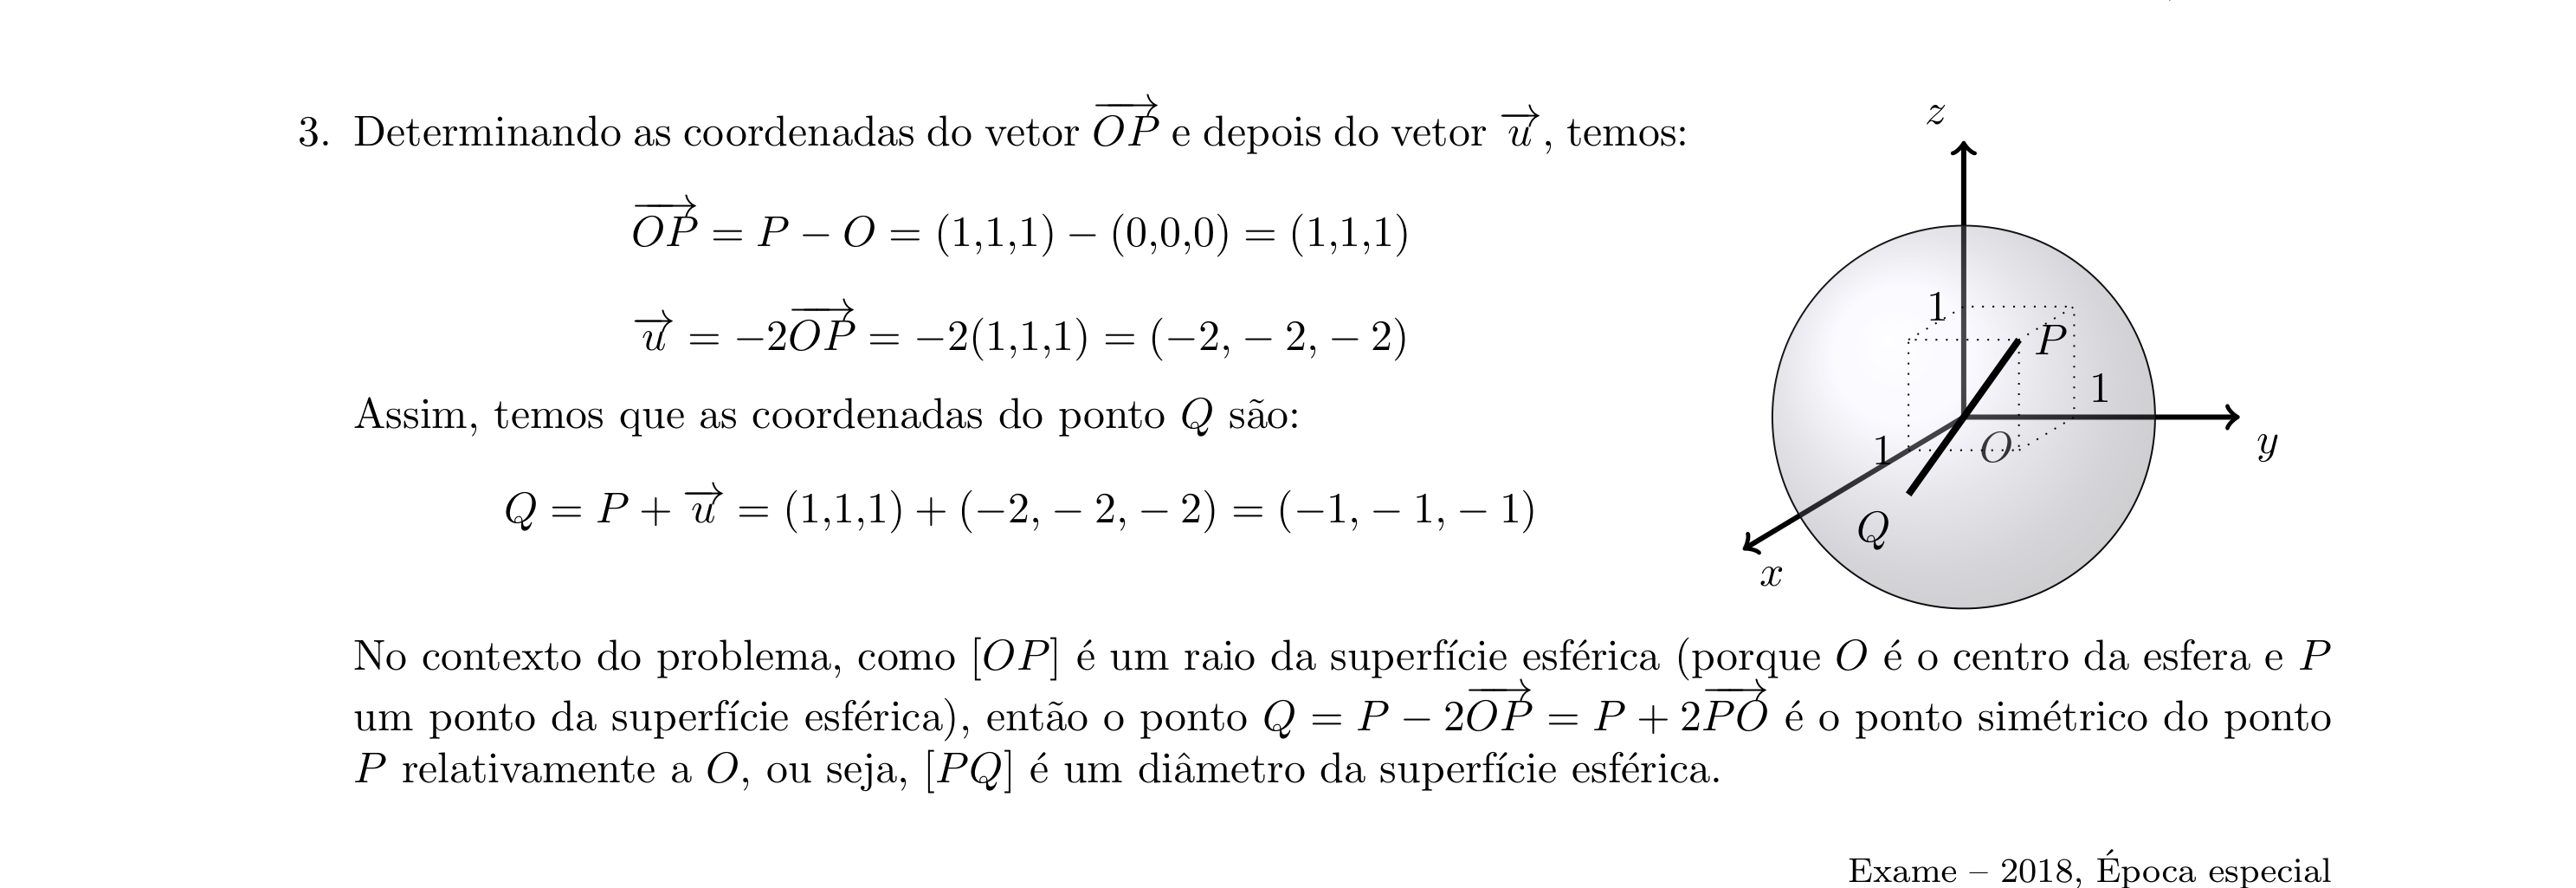 3. Determinando as coordenadas do vetor $\overrightarrow{OP}$ e depois do vetor $\overrightarrow{u}$, temos:
$\overrightarrow{OP} = P - O = (1,1,1) - (0,0,0) = (1,1,1)$
$\overrightarrow{u} = -2\overrightarrow{OP} = -2(1,1,1) = (-2,-2,-2)$
Assim, temos que as coordenadas do ponto $Q$ são:
$Q = P + \overrightarrow{u} = (1,1,1) + (-2,-2,-2) = (-1,-1,-1)$
z
1
P
1
O
y
1
Q
x
No contexto do problema, como $[OP]$ é um raio da superfície esférica (porque $O$ é o centro da esfera e $P$
um ponto da superfície esférica), então o ponto $Q = P - 2\overrightarrow{OP} = P + 2\overrightarrow{PO}$ é o ponto simétrico do ponto
$P$ relativamente a $O$, ou seja, $[PQ]$ é um diâmetro da superfície esférica.
Exame – 2018, Época especial